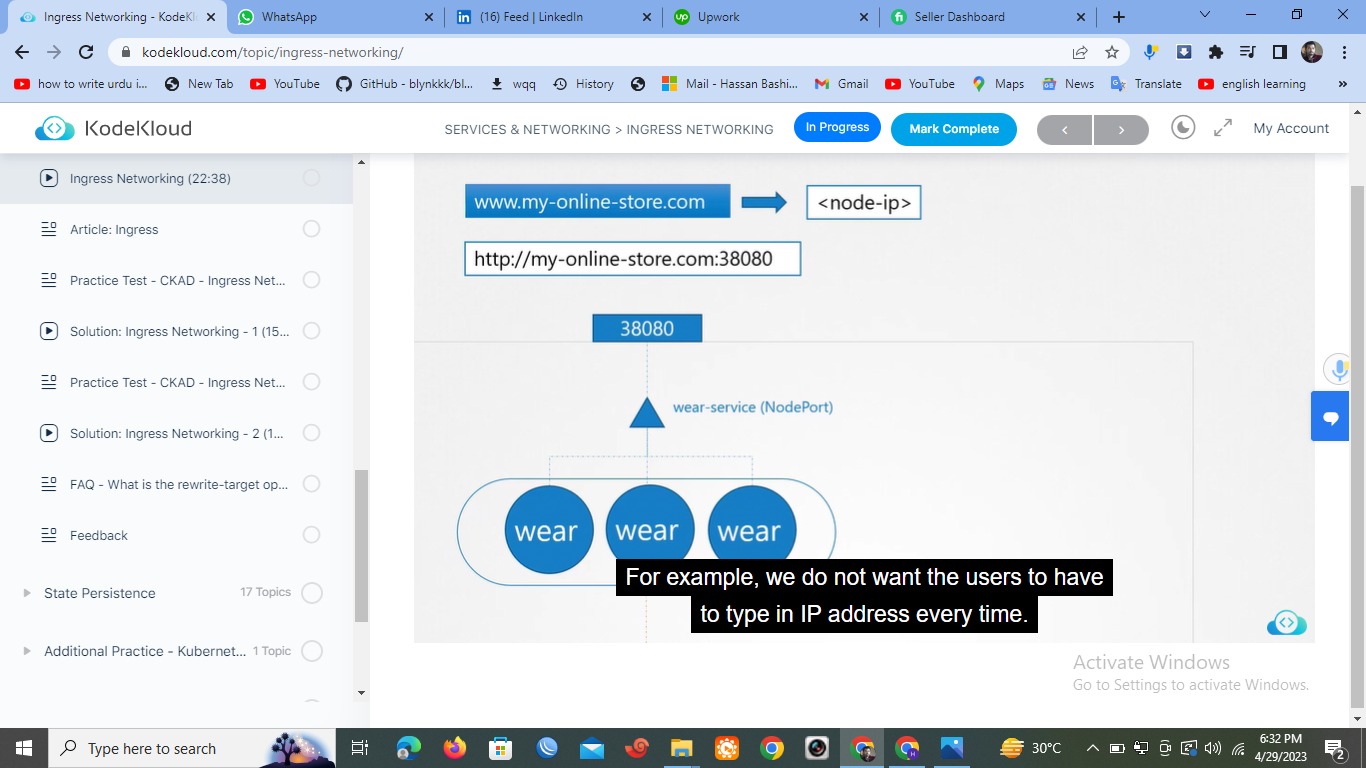 Ingress Networking - KodeKl
WhatsApp
(16) Feed | LinkedIn
Upwork
Seller Dashboard
kodekloud.com/topic/ingress-networking/
how to write urdu i...
New Tab
YouTube
GitHub - blynkkk/bl...
wqq
History
Mail - Hassan Bashi...
Gmail
YouTube
Maps
News
Translate
english learning
KodeKloud
SERVICES & NETWORKING > INGRESS NETWORKING
In Progress
Mark Complete
My Account
Ingress Networking (22:38)
Article: Ingress
Practice Test - CKAD - Ingress Net...
Solution: Ingress Networking - 1 (15...
Practice Test - CKAD - Ingress Net...
Solution: Ingress Networking - 2 (1...
FAQ - What is the rewrite-target op...
Feedback
State Persistence
17 Topics
Additional Practice - Kubernet...
1 Topic
www.my-online-store.com
<node-ip>
http://my-online-store.com:38080
38080
wear-service (NodePort)
wear
wear
wear
For example, we do not want the users to have
to type in IP address every time.
Activate Windows
Go to Settings to activate Windows.
Type here to search
30°C
6:32 PM
4/29/2023
2